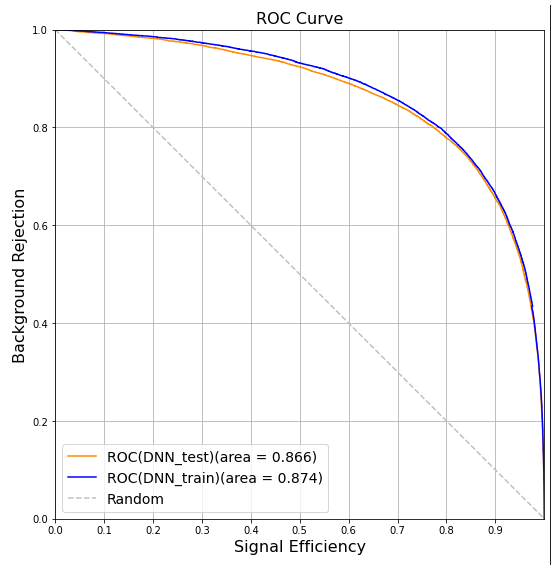 ROC Curve
1.0
0.8
0.6
0.4
0.2
0.0
Background Rejection
ROC(DNN_test)(area = 0.866)
ROC(DNN_train)(area = 0.874)
Random
0.0 0.1 0.2 0.3 0.4 0.5 0.6 0.7 0.8 0.9
Signal Efficiency